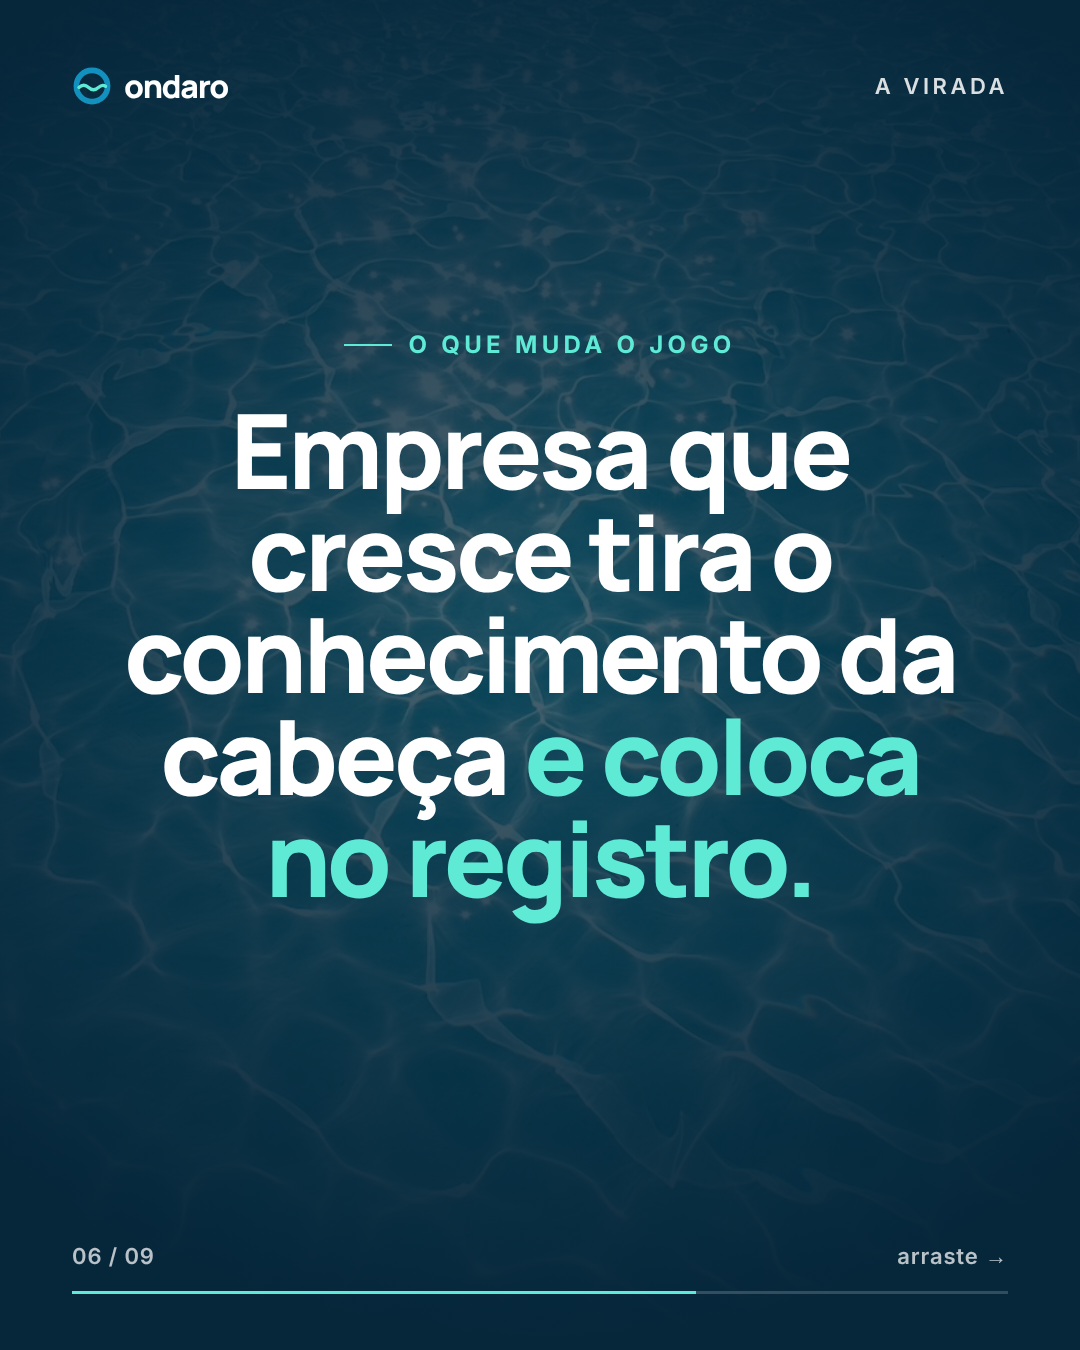 ondaro
A VIRADA
O QUE MUDA O JOGO
Empresa que
cresce tira o
conhecimento da
cabeça e coloca
no registro.
06 / 09
arraste →